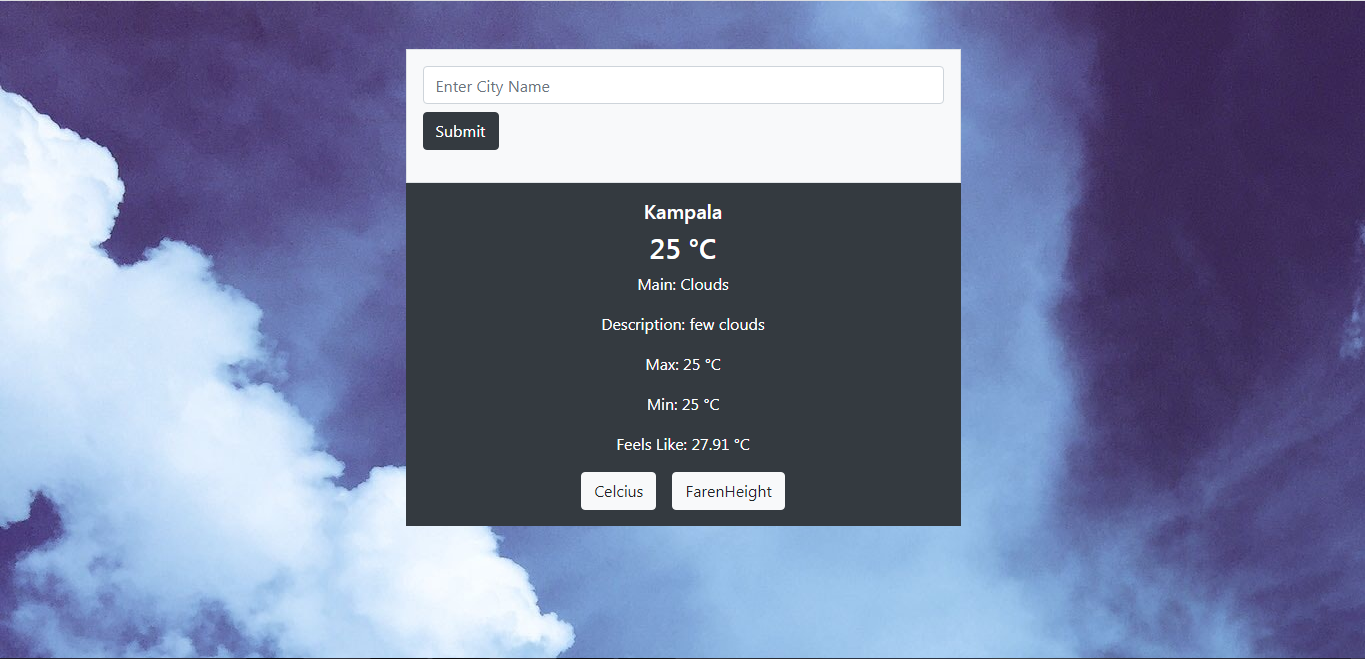 Enter City Name
Submit
Kampala
25 °C
Main: Clouds
Description: few clouds
Max: 25 °C
Min: 25 °C
Feels Like: 27.91 °C
Celcius FarenHeight